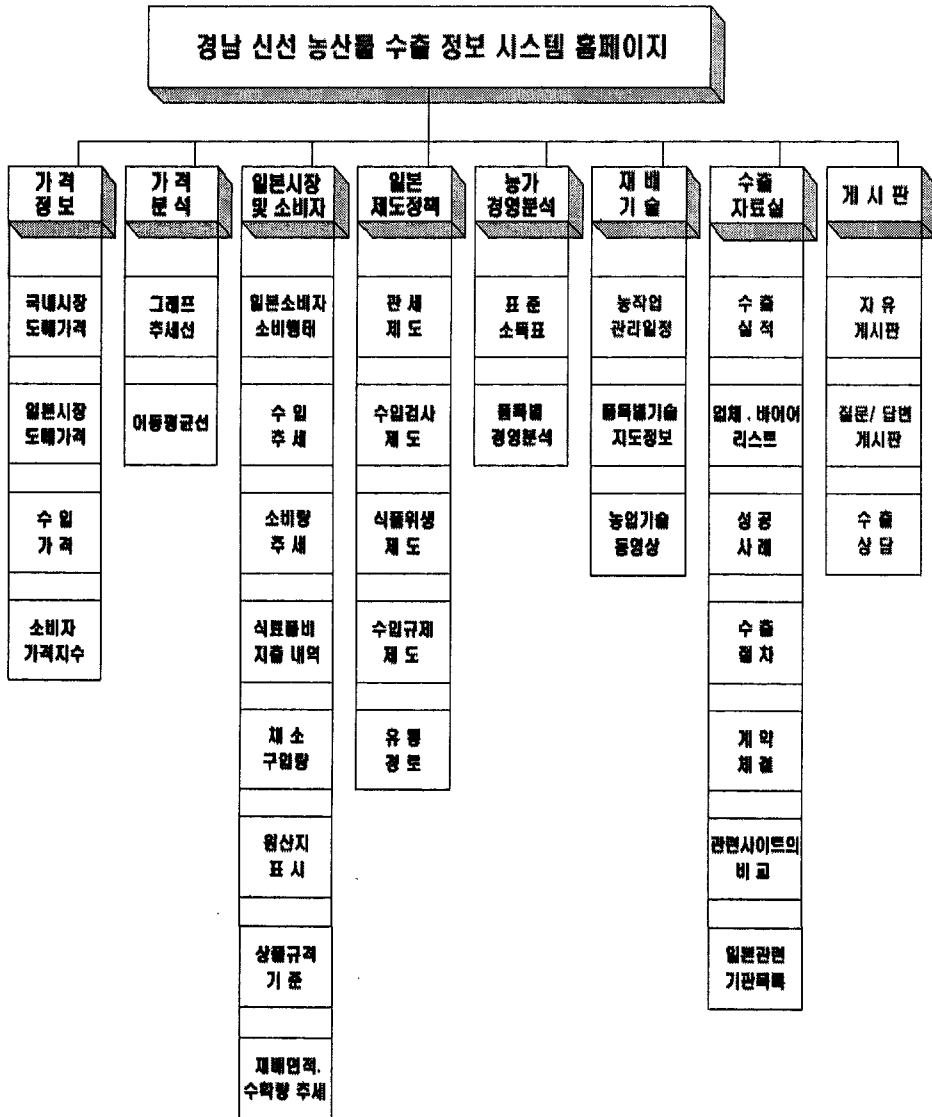 경남 신선 농산물 수출 정보 시스템 홈페이지
가 격
정 보
국내시장
도매가격
일본시장
도매가격
수 입
가 격
소비자
가격지수
가 격
분 석
그래프
추세선
이동평균선
일본시장
및 소비자
일본소비자
소비행태
수 입
추 세
소비량
추 세
식료품비
지출 내역
채 소
구입량
원산지
표 시
상품규격
기 준
재배면적.
수확량 추세
일본
제도정책
관 세
제 도
수입검사
제 도
식품위생
제 도
수입규제
제 도
유 통
경 로
농가
경영분석
표 준
소득표
품목별
경영분석
재 배
기 술
농작업
관리일정
품목별기술
지도정보
농업기술
동영상
수출
자료실
수 출
실 적
업체 . 바이어
리스트
성 공
사 례
수 출
절 차
계 약
체 결
관련사이트의
비 교
일본관련
기관목록
게 시 판
자 유
게시판
질문/ 답변
게시판
수 출
상 담